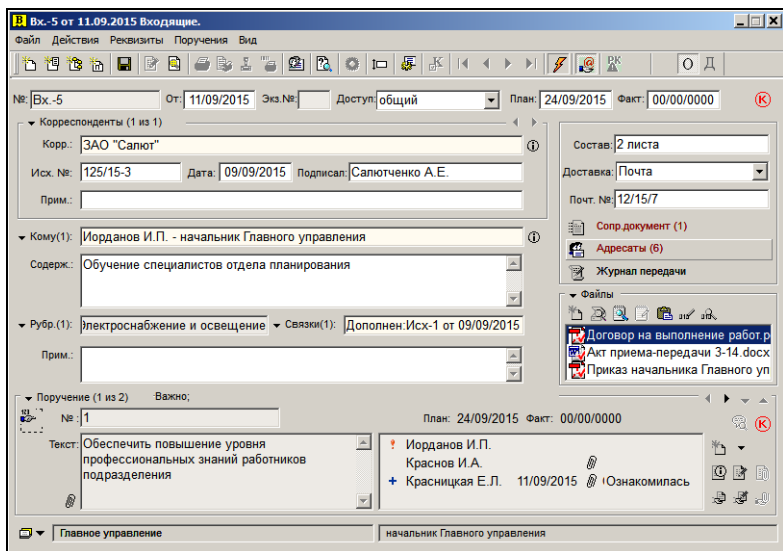 Вх.-5 от 11.09.2015 Входящие.
Файл Действия Реквизиты Поручения Вид
РК О Д
№: Вх.-5 От: 11/09/2015 Экз.№: Доступ: общий План: 24/09/2015 Факт: 00/00/0000 К
Корреспонденты (1 из 1)
Корр.: ЗАО "Салют"
Исх. №: 125/15-3 Дата: 09/09/2015 Подписал: Салютченко А.Е.
Прим.:
Состав: 2 листа
Доставка: Почта
Почт. №: 12/15/7
Сопр.документ (1)
Адресаты (6)
Журнал передачи
Кому(1): Иорданов И.П. - начальник Главного управления
Содерж.: Обучение специалистов отдела планирования
Рубр.(1): Электроснабжение и освещение Связки(1): Дополнен:Исх-1 от 09/09/2015
Прим.:
Файлы
Договор на выполнение работ.p
Акт приема-передачи 3-14.docx
Приказ начальника Главного уп
Поручение (1 из 2) Важно;
№ : 1 План: 24/09/2015 Факт: 00/00/0000 К
Текст: Обеспечить повышение уровня
профессиональных знаний работников
подразделения
! Иорданов И.П.
Краснов И.А.
+ Красницкая Е.Л. 11/09/2015 Ознакомилась
Главное управление начальник Главного управления